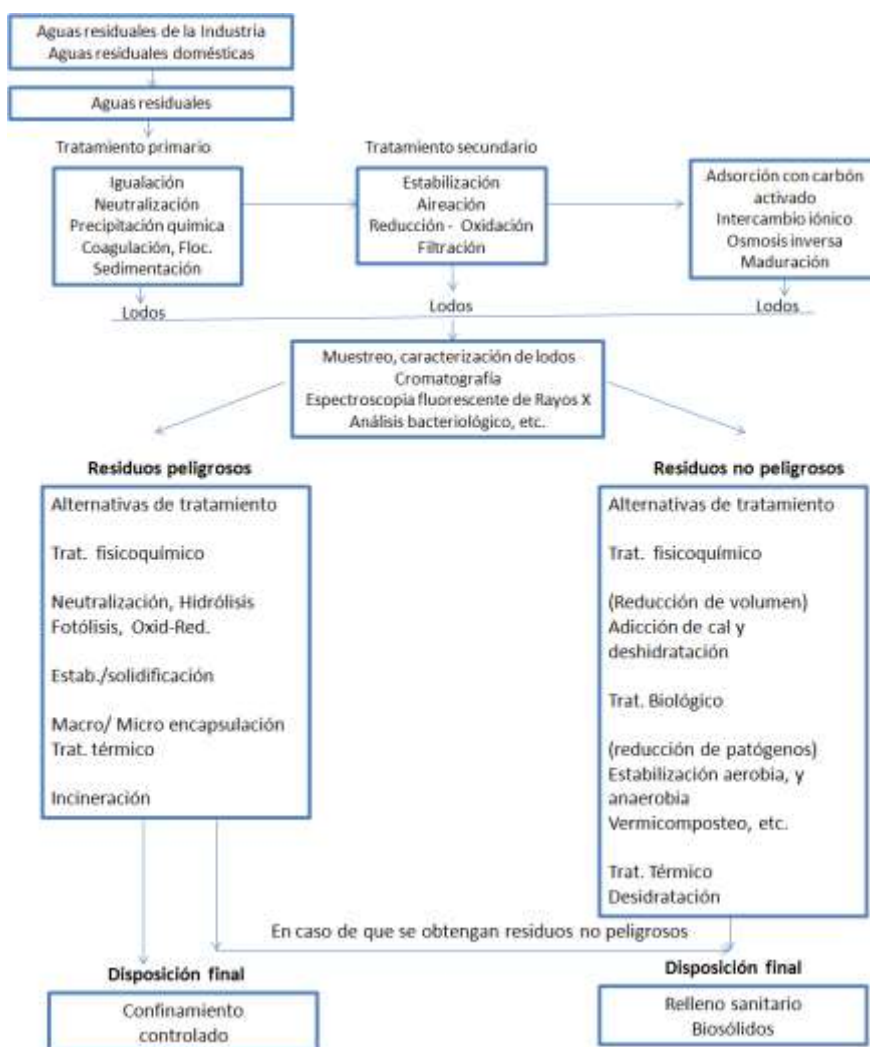 Aguas residuales de la Industria
Aguas residuales domésticas
Aguas residuales
Tratamiento primario
Igualación
Neutralización
Precipitación química
Coagulación, Floc.
Sedimentación
Tratamiento secundario
Estabilización
Aireación
Reducción - Oxidación
Filtración
Adsorción con carbón
activado
Intercambio iónico
Osmosis inversa
Maduración
Lodos
Lodos
Lodos
Muestreo, caracterización de lodos
Cromatografía
Espectroscopia fluorescente de Rayos X
Análisis bacteriológico, etc.
Residuos peligrosos
Alternativas de tratamiento
Trat. fisicoquímico
Neutralización, Hidrólisis
Fotólisis, Oxid-Red.
Estab./solidificación
Macro/ Micro encapsulación
Trat. térmico
Incineración
Residuos no peligrosos
Alternativas de tratamiento
Trat. fisicoquímico
(Reducción de volumen)
Adicción de cal y
deshidratación
Trat. Biológico
(reducción de patógenos)
Estabilización aerobia, y
anaerobia
Vermicomposteo, etc.
Trat. Térmico
Desidratación
En caso de que se obtengan residuos no peligrosos
Disposición final
Confinamiento
controlado
Disposición final
Relleno sanitario
Biosólidos